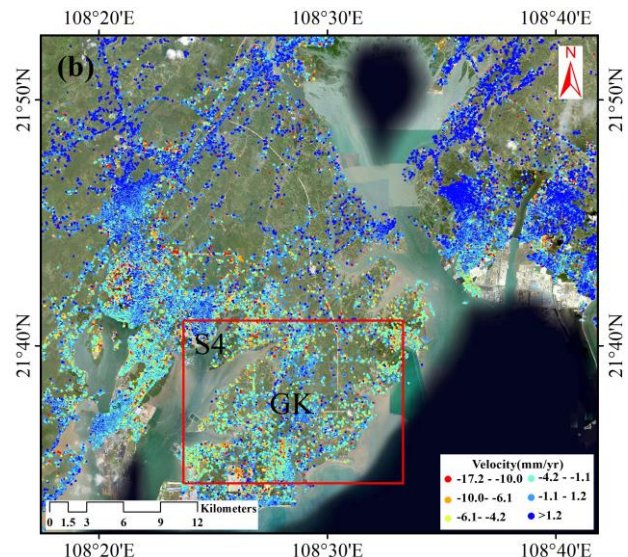 108°20'E 108°30'E 108°40'E
(b)
N
21°50'N 21°50'N
21°40'N 21°40'N
S4
GK
Velocity(mm/yr)
-17.2 - -10.0 -4.2 - -1.1
-10.0- -6.1 -1.1 - 1.2
-6.1- -4.2 >1.2
Kilometers
0 1.5 3 6 9 12
108°20'E 108°30'E 108°40'E